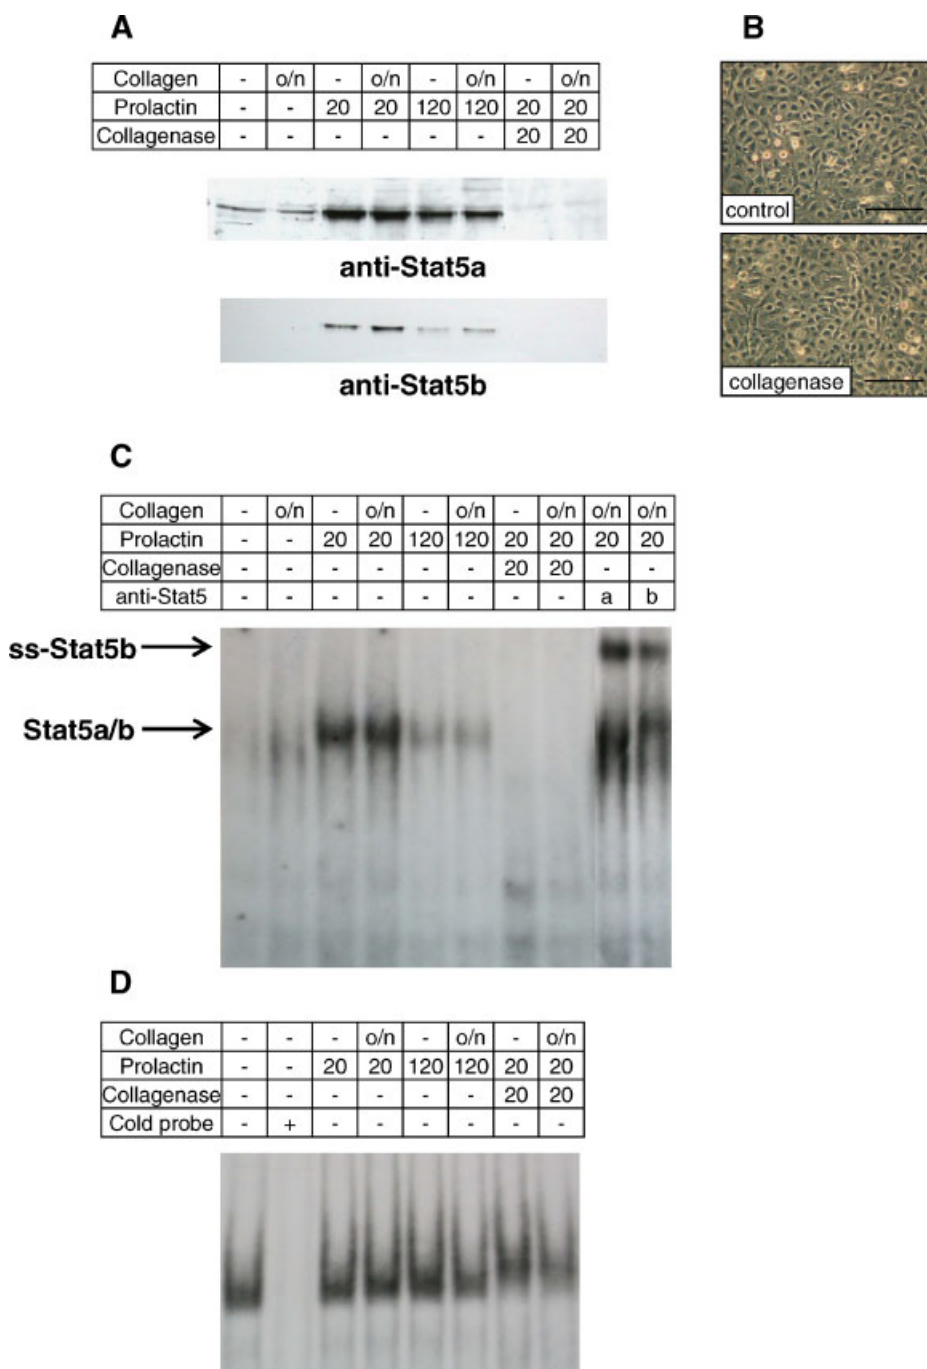 A
Collagen - o/n - o/n - o/n - o/n
Prolactin - - 20 20 120 120 20 20
Collagenase - - - - - - 20 20
anti-Stat5a
anti-Stat5b
B
control
collagenase
C
Collagen - o/n - o/n - o/n - o/n o/n o/n
Prolactin - - 20 20 120 120 20 20 20 20
Collagenase - - - - - - 20 20 - -
anti-Stat5 - - - - - - - - a b
ss-Stat5b
Stat5a/b
D
Collagen - - - o/n - o/n - o/n
Prolactin - - 20 20 120 120 20 20
Collagenase - - - - - - 20 20
Cold probe - + - - - - - -